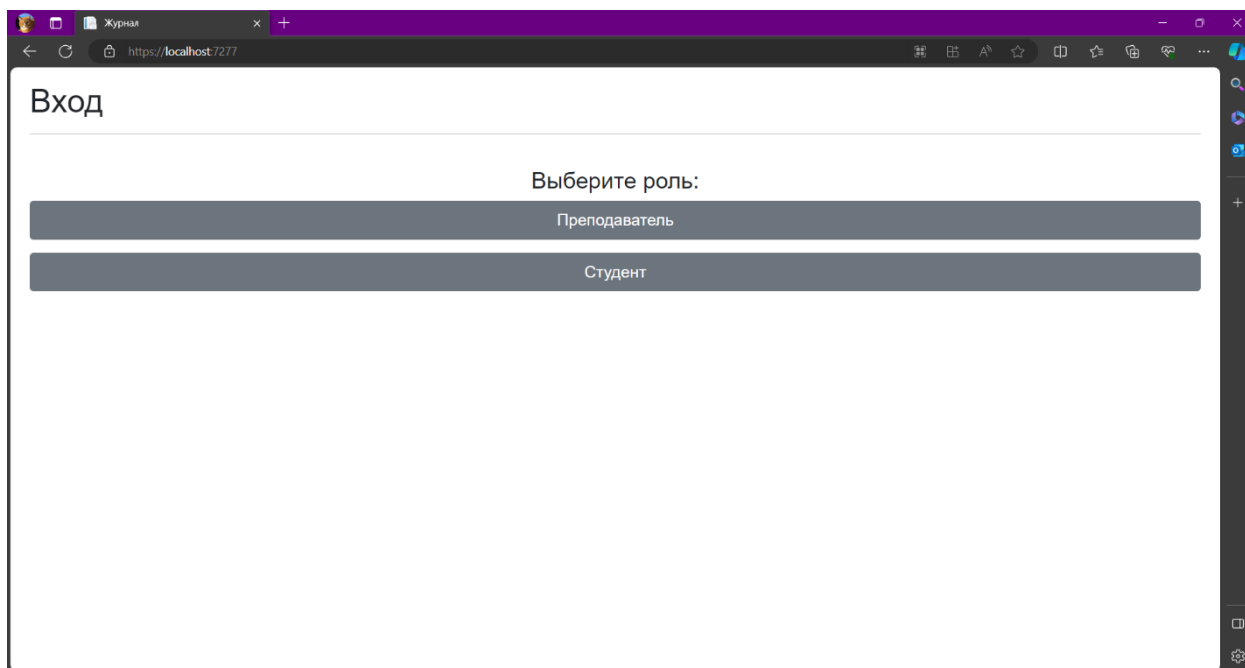 Журнал
https://localhost:7277
Вход
Выберите роль:
Преподаватель
Студент